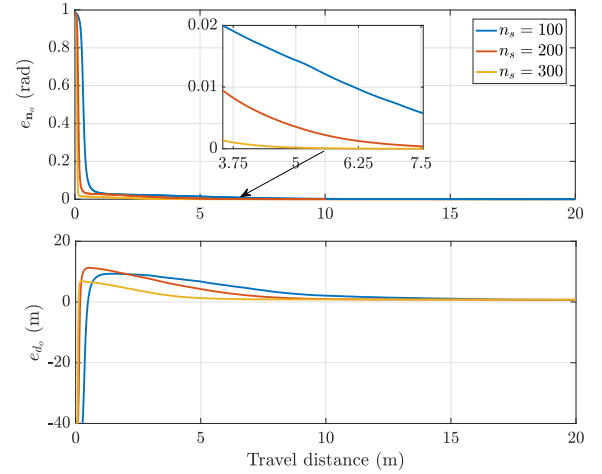 1
0.8
0.6
0.4
0.2
0
0 5 10 15 20
e_{n_o} (rad)
0.02
0.01
0
3.75 5 6.25 7.5
n_s = 100
n_s = 200
n_s = 300
20
0
-20
-40
0 5 10 15 20
e_{d_o} (m)
Travel distance (m)